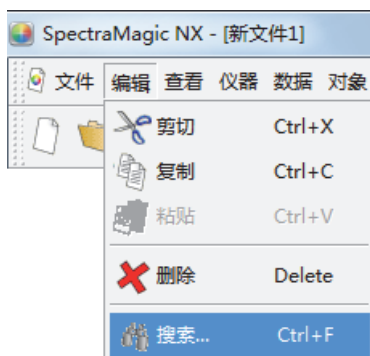 SpectraMagic NX - [新文件1]
文件 编辑 查看 仪器 数据 对象
剪切 Ctrl+X
复制 Ctrl+C
粘贴 Ctrl+V
删除 Delete
搜索... Ctrl+F